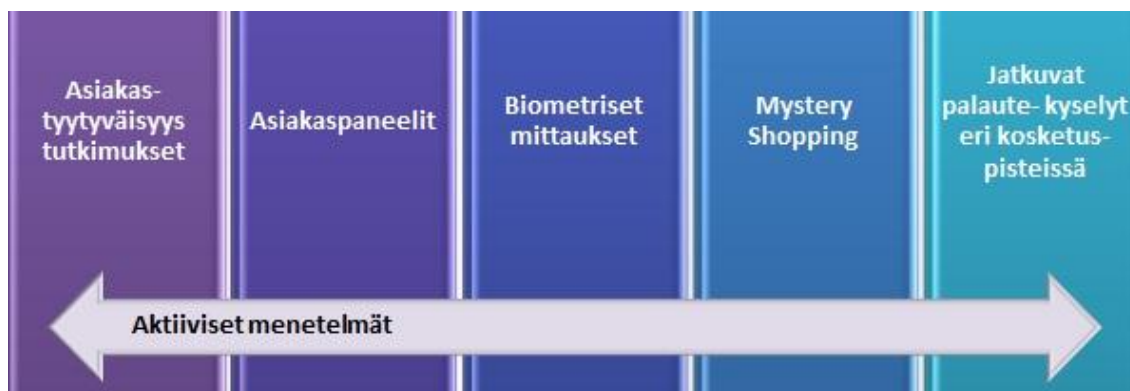 Asiakas-
tyytyväisyys
tutkimukset
Asiakaspaneelit
Biometriset
mittaukset
Mystery
Shopping
Jatkuvat
palaute- kyselyt
eri kosketus-
pisteissä
Aktiiviset menetelmät